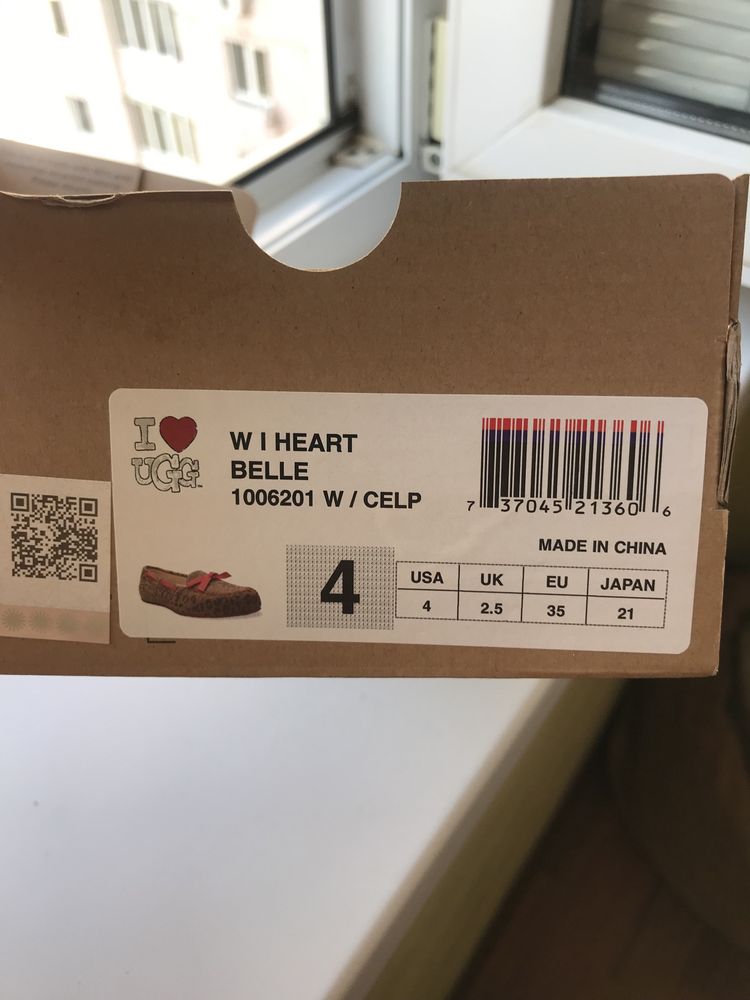 I
UGG™
W I HEART
BELLE
1006201 W / CELP
7 37045 21360 6
MADE IN CHINA
4
USA UK EU JAPAN
4 2.5 35 21